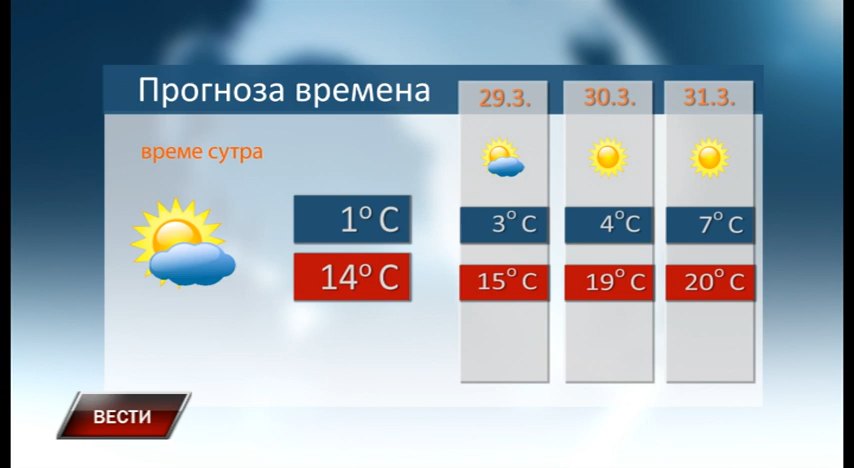 Прогноза времена
време сутра
1º C
14º C
29.3.
3º C
15º C
30.3.
4ºC
19º C
31.3.
7º C
20º C
ВЕСТИ